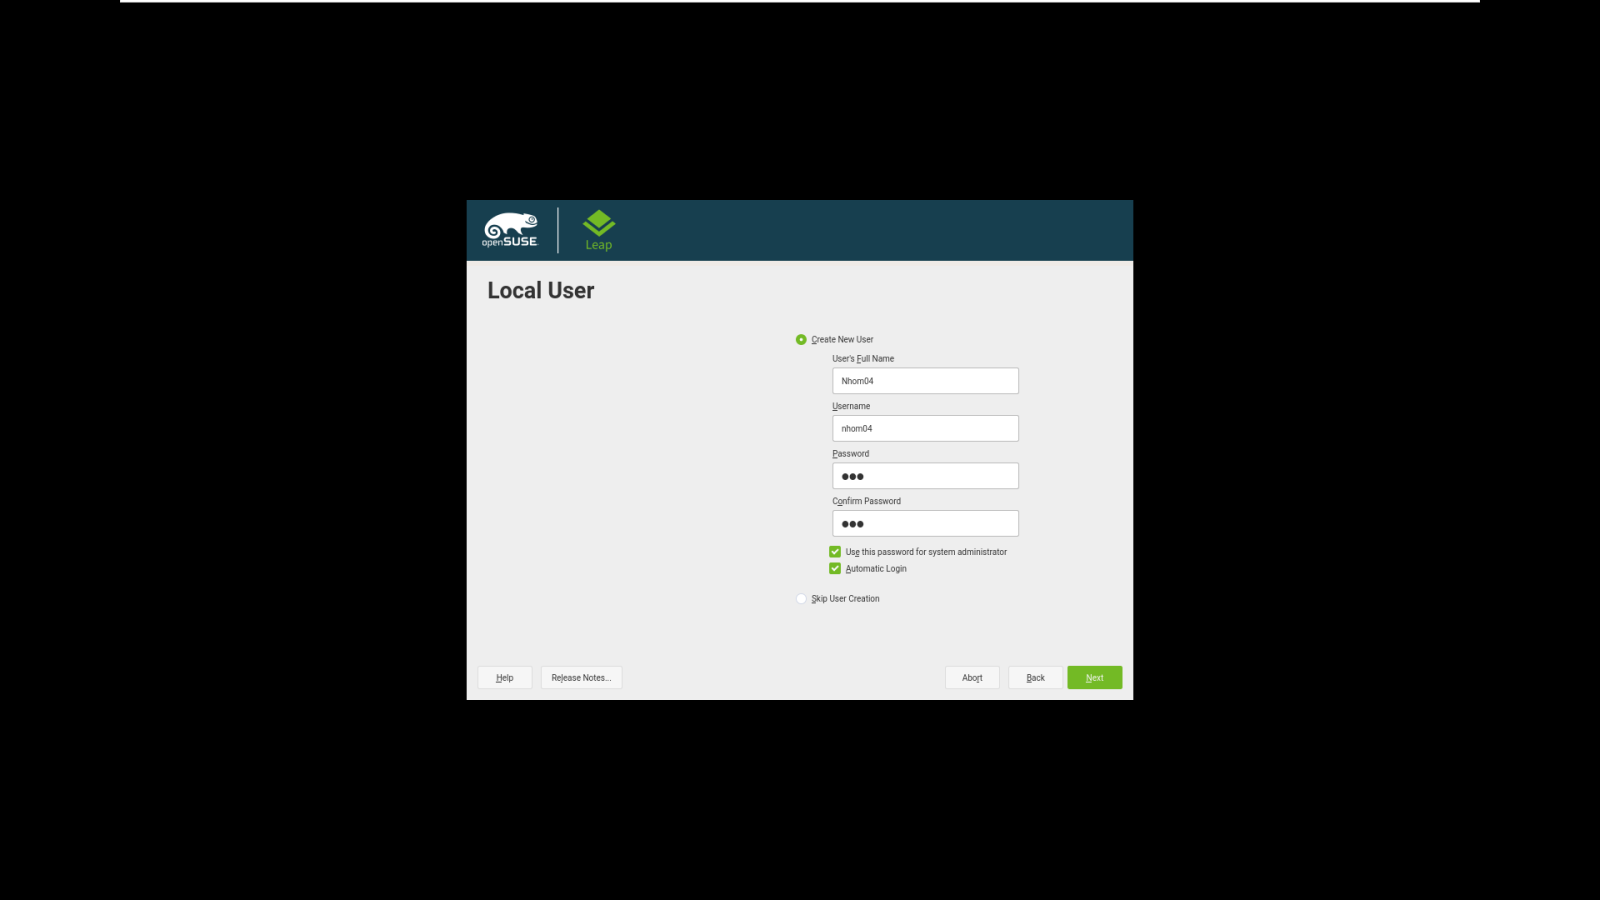 openSUSE
Leap
Local User
Create New User
User's Full Name
Nhom04
Username
nhom04
Password
●●●
Confirm Password
●●●
Use this password for system administrator
Automatic Login
Skip User Creation
Help
Release Notes...
Abort
Back
Next